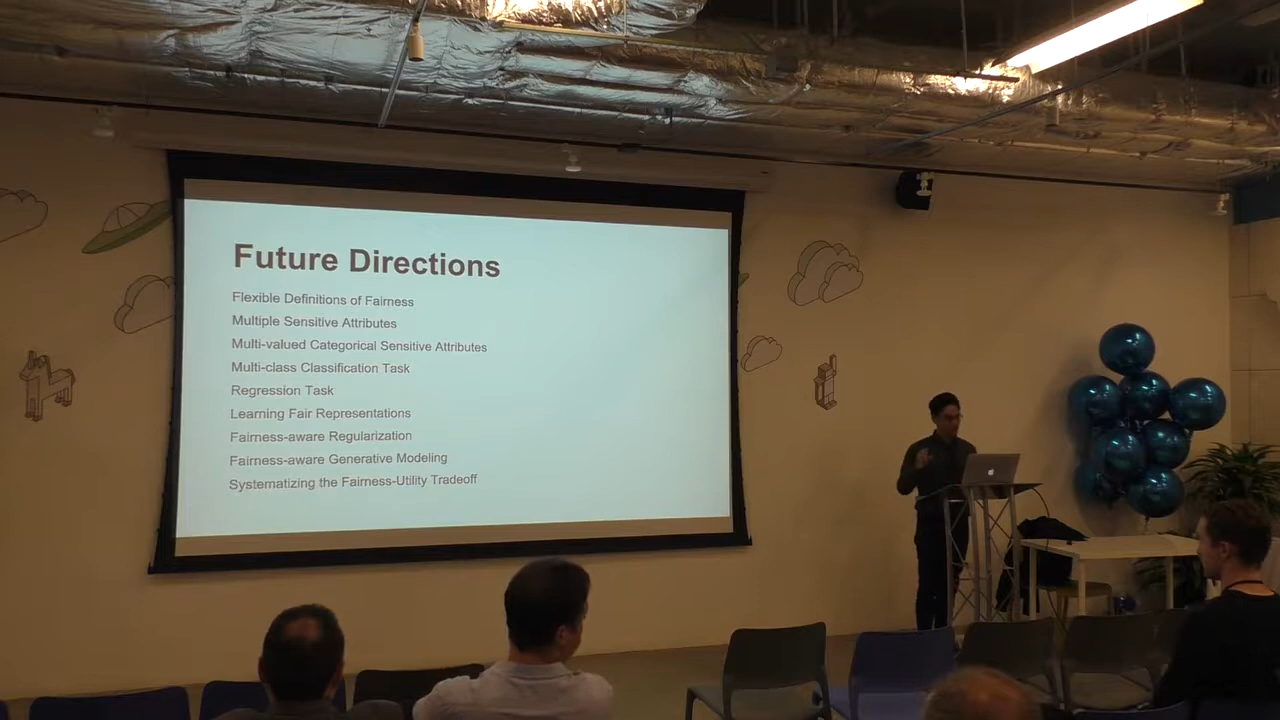 Future Directions
Flexible Definitions of Fairness
Multiple Sensitive Attributes
Multi-valued Categorical Sensitive Attributes
Multi-class Classification Task
Regression Task
Learning Fair Representations
Fairness-aware Regularization
Fairness-aware Generative Modeling
Systematizing the Fairness-Utility Tradeoff